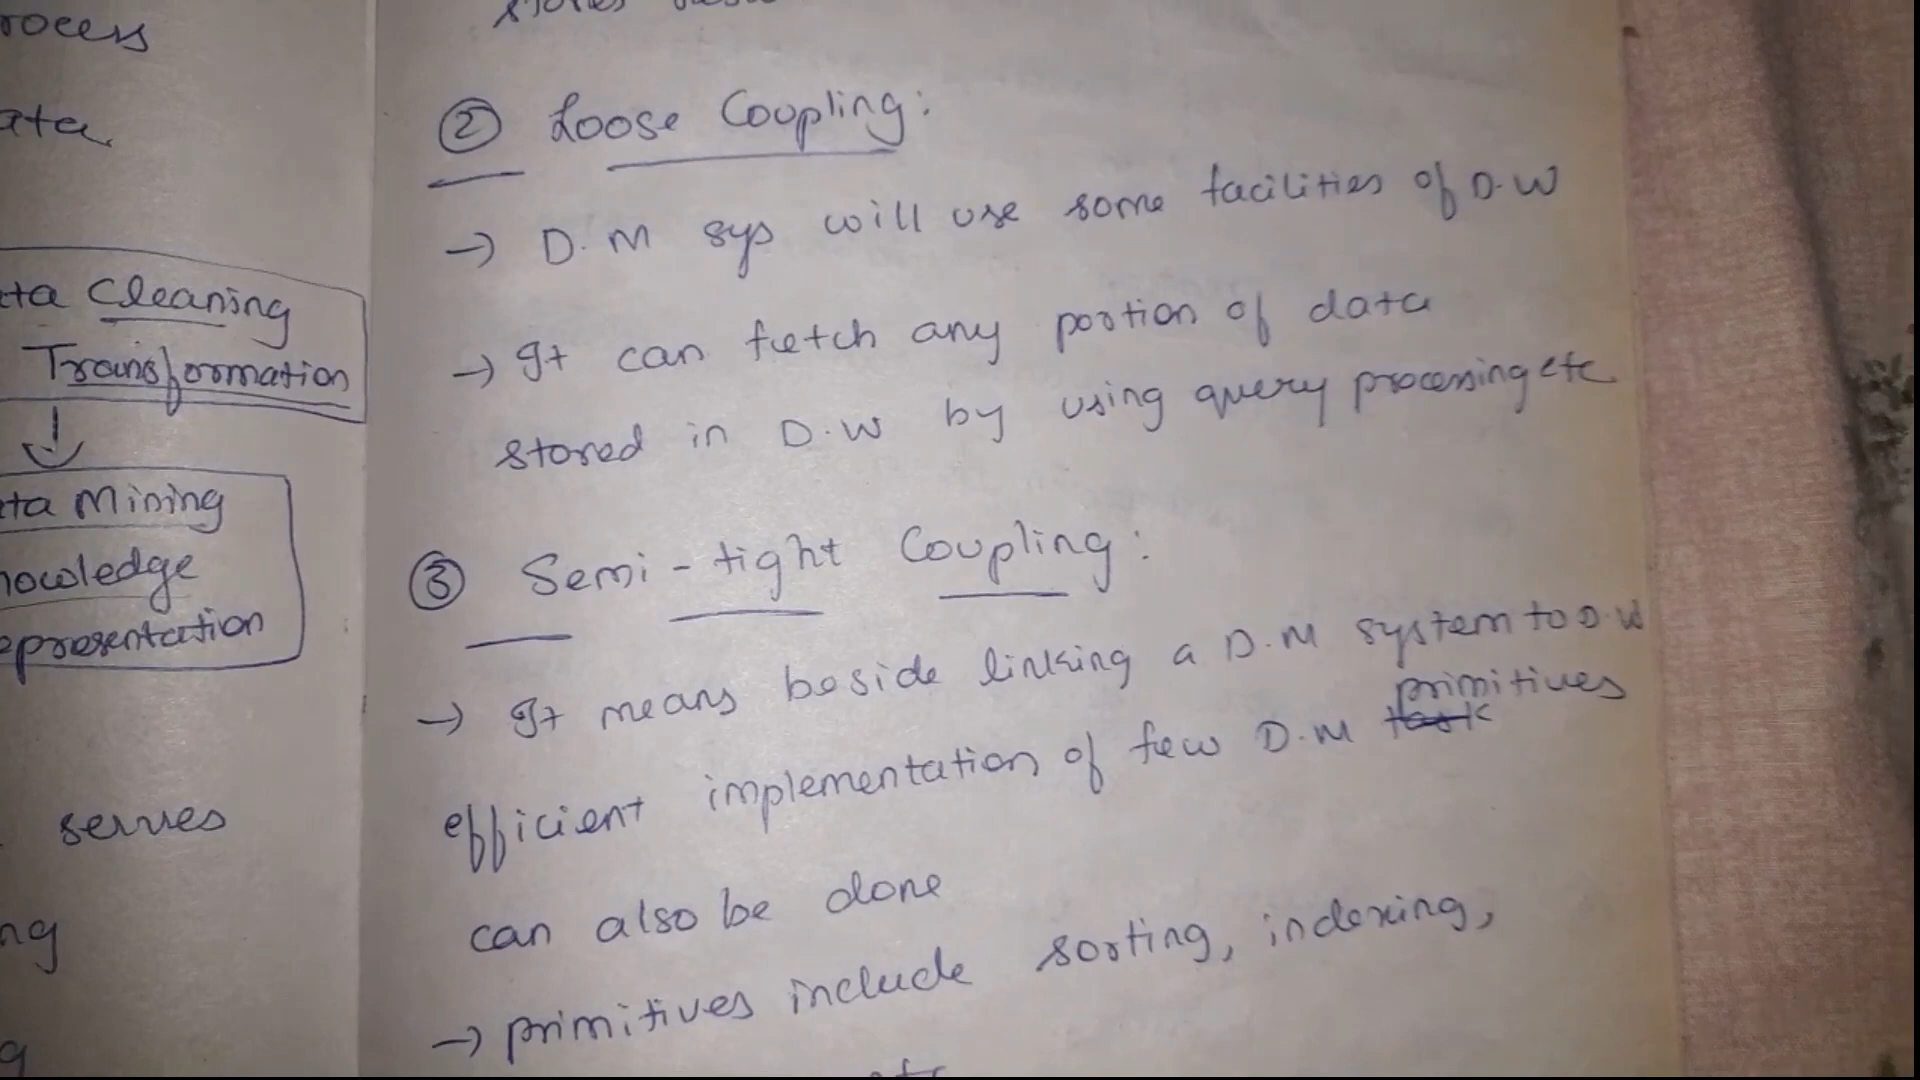 rocess
ata
ta Cleaning
Transformation
ta Mining
nowledge
presentation
serves
ng
② Loose Coupling:
→ D.M sys will use some facilities of D.W
→ It can fetch any portion of data
stored in D.W by using query processing etc
③ Semi-tight Coupling:
→ It means beside linking a D.M system to D.W
efficient implementation of few D.M task primitives
can also be done
→ primitives include sorting, indexing,